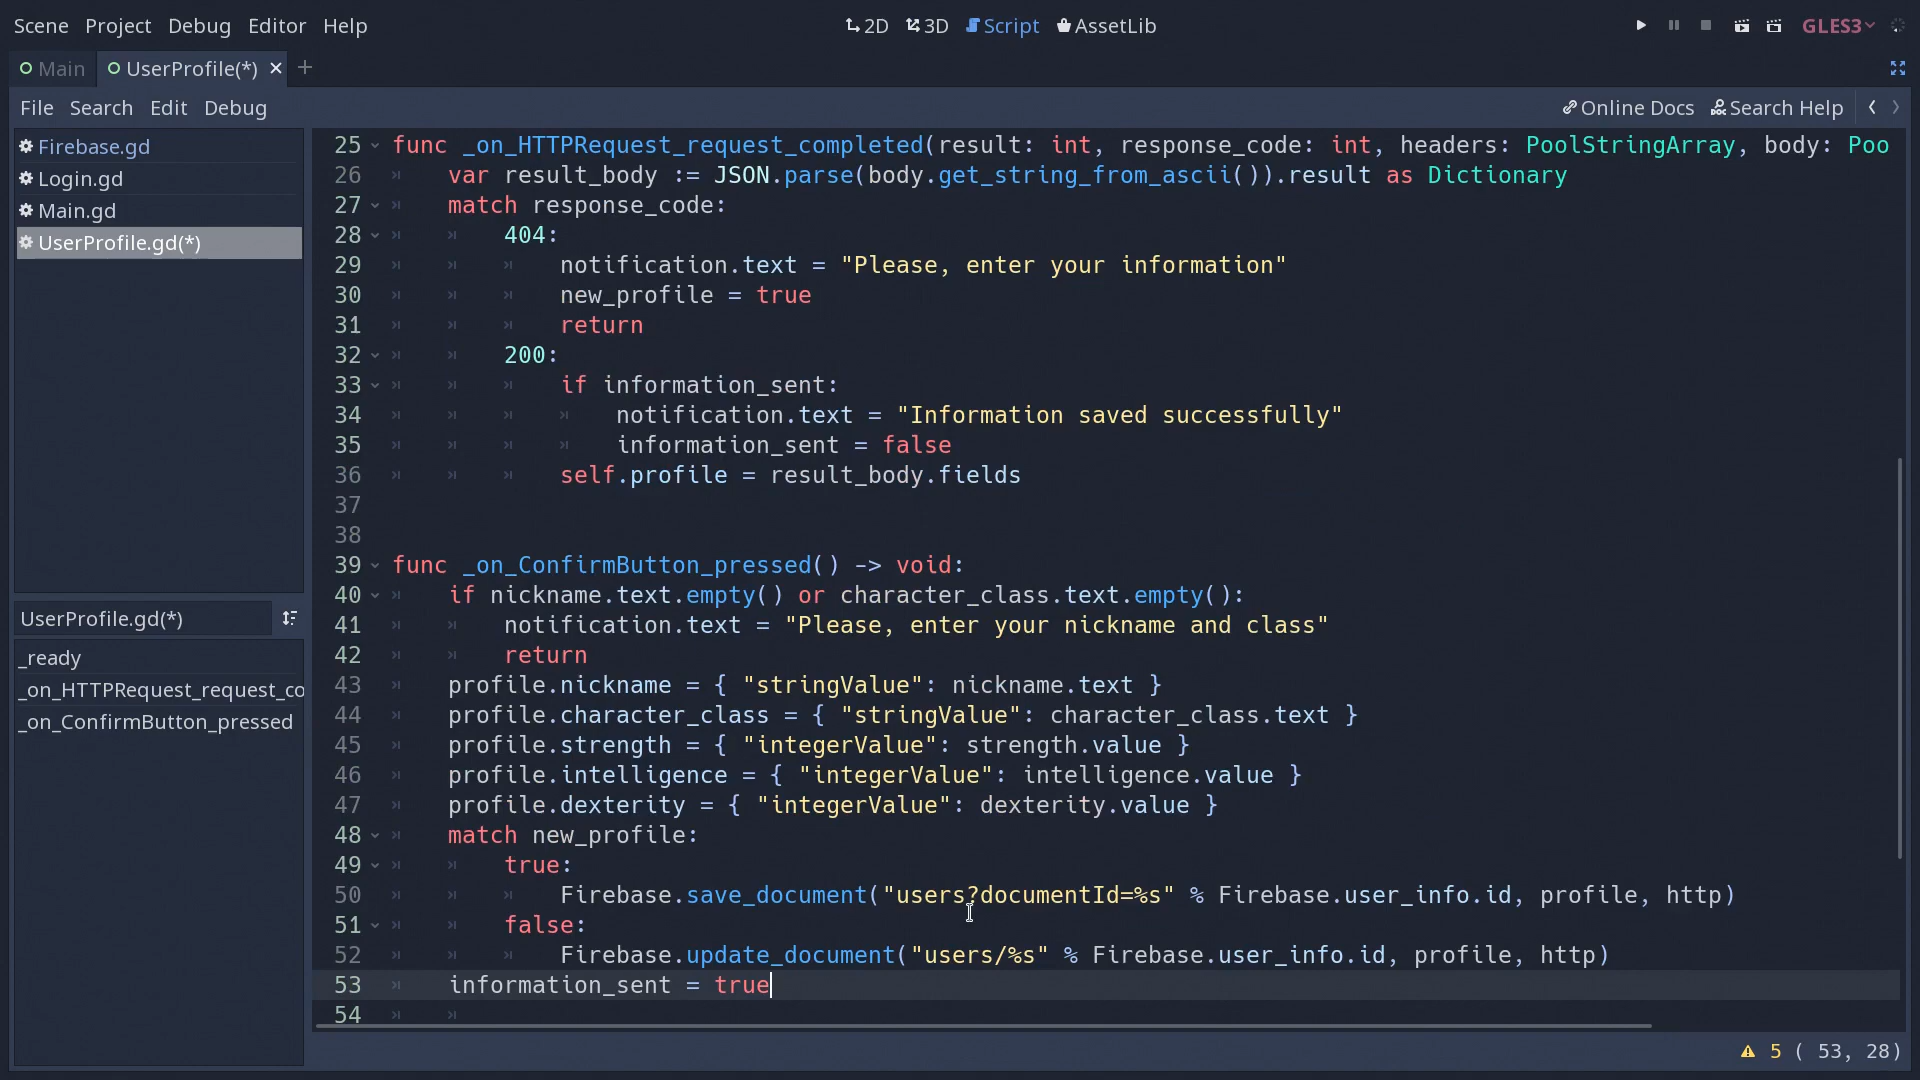 Scene Project Debug Editor Help 2D 3D Script AssetLib GLES3
Main UserProfile(*)
File Search Edit Debug Online Docs Search Help
Firebase.gd
Login.gd
Main.gd
UserProfile.gd(*)
UserProfile.gd(*)
_ready
_on_HTTPRequest_request_co
_on_ConfirmButton_pressed
25 func _on_HTTPRequest_request_completed(result: int, response_code: int, headers: PoolStringArray, body: Poo
26 var result_body := JSON.parse(body.get_string_from_ascii()).result as Dictionary
27 match response_code:
28 404:
29 notification.text = "Please, enter your information"
30 new_profile = true
31 return
32 200:
33 if information_sent:
34 notification.text = "Information saved successfully"
35 information_sent = false
36 self.profile = result_body.fields
37
38
39 func _on_ConfirmButton_pressed() -> void:
40 if nickname.text.empty() or character_class.text.empty():
41 notification.text = "Please, enter your nickname and class"
42 return
43 profile.nickname = { "stringValue": nickname.text }
44 profile.character_class = { "stringValue": character_class.text }
45 profile.strength = { "integerValue": strength.value }
46 profile.intelligence = { "integerValue": intelligence.value }
47 profile.dexterity = { "integerValue": dexterity.value }
48 match new_profile:
49 true:
50 Firebase.save_document("users?documentId=%s" % Firebase.user_info.id, profile, http)
51 false:
52 Firebase.update_document("users/%s" % Firebase.user_info.id, profile, http)
53 information_sent = true
54
5 ( 53, 28)